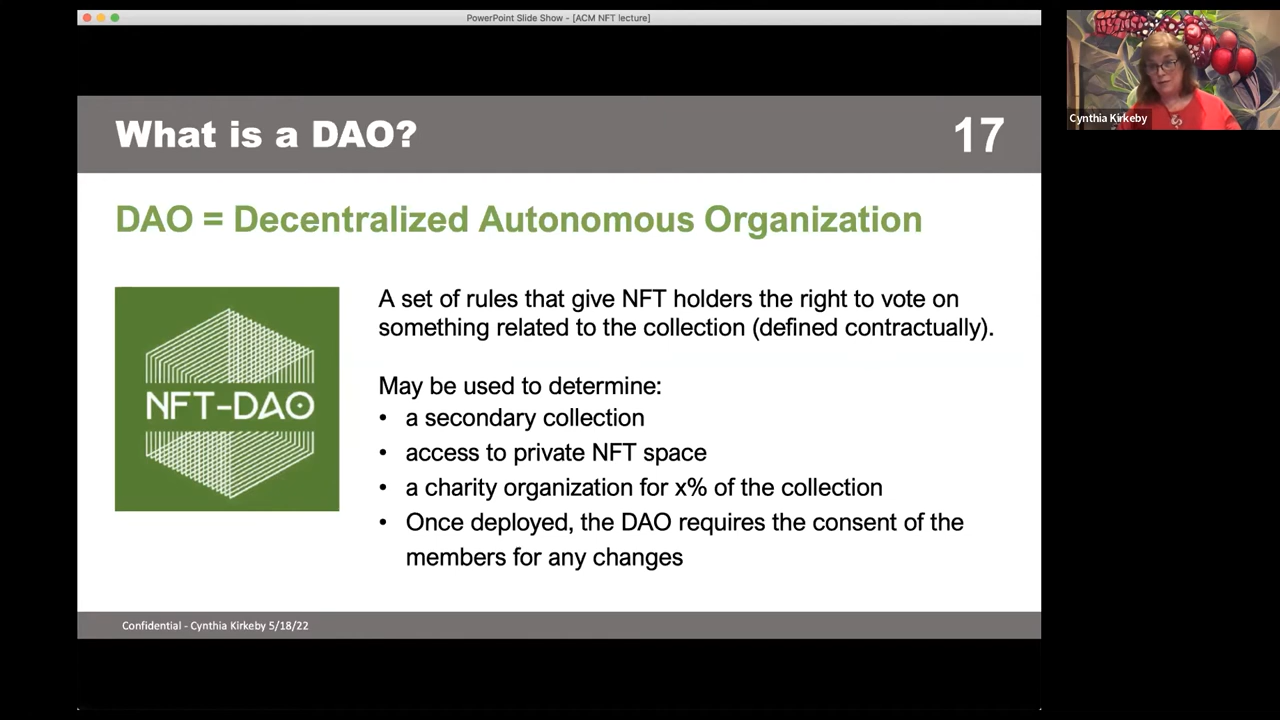 PowerPoint Slide Show - [ACM NFT lecture]
What is a DAO?
17
DAO = Decentralized Autonomous Organization
NFT-DAO
A set of rules that give NFT holders the right to vote on
something related to the collection (defined contractually).
May be used to determine:
• a secondary collection
• access to private NFT space
• a charity organization for x% of the collection
• Once deployed, the DAO requires the consent of the
members for any changes
Confidential - Cynthia Kirkeby 5/18/22
Cynthia Kirkeby